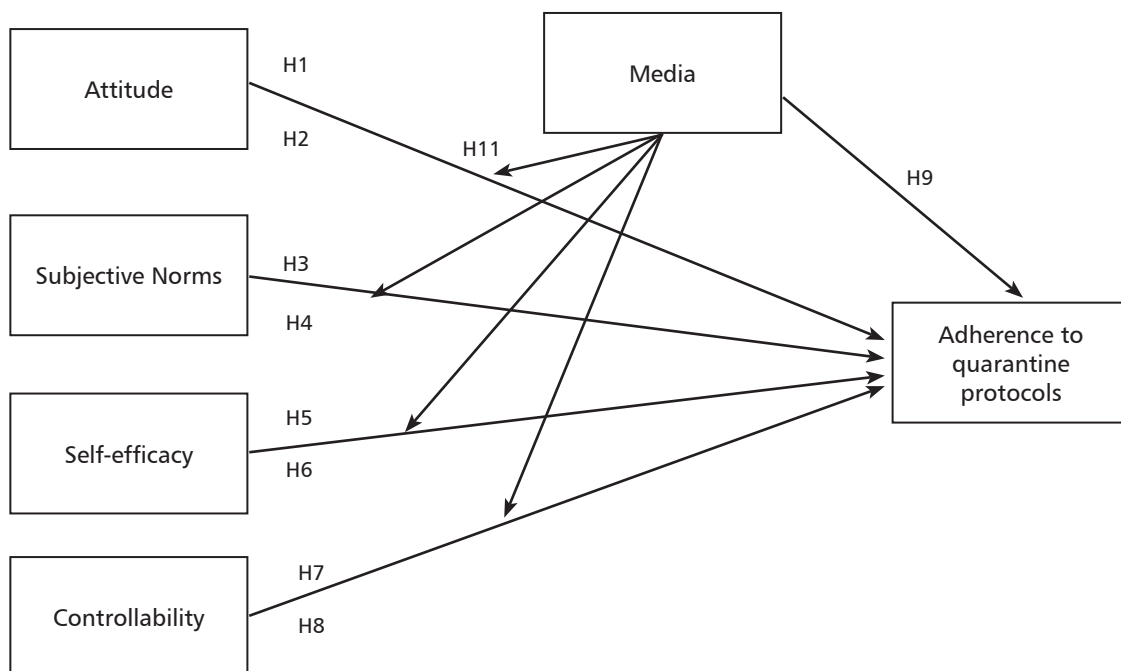 Attitude
H1
H2
Media
H11
H9
Subjective Norms
H3
H4
Adherence to
quarantine
protocols
Self-efficacy
H5
H6
Controllability
H7
H8